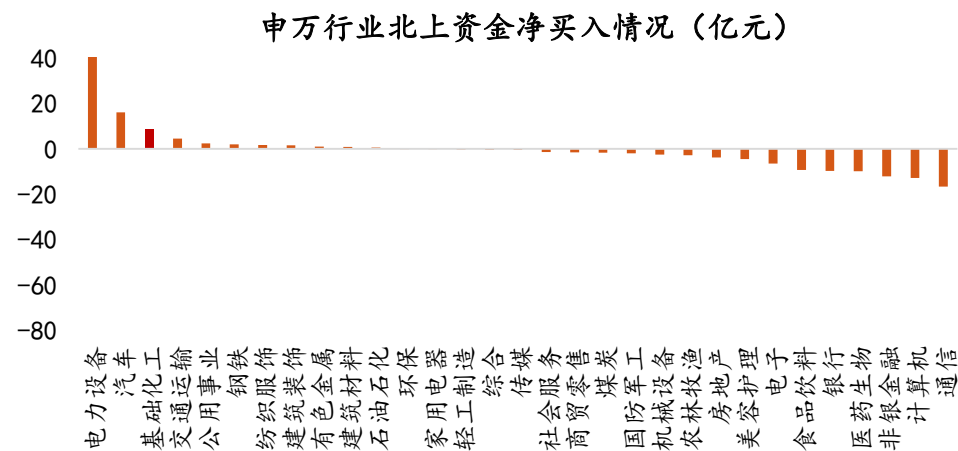 申万行业北上资金净买入情况（亿元）
40
20
0
−20
−40
−60
−80
电力设备
汽车
基础化工
交通运输
公用事业
钢铁
纺织服饰
建筑装饰
有色金属
建筑材料
石油石化
环保
家用电器
轻工制造
综合
传媒
社会服务
商贸零售
煤炭
国防军工
机械设备
农林牧渔
房地产
美容护理
电子
食品饮料
银行
医药生物
非银金融
计算机
通信